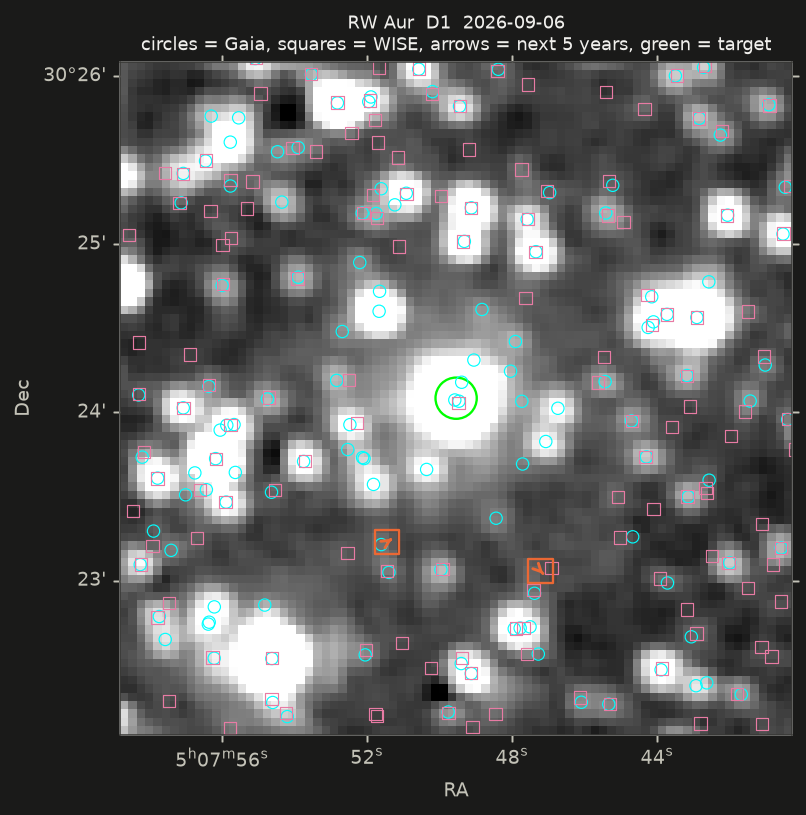 RW Aur  D1  2026-09-06
circles = Gaia, squares = WISE, arrows = next 5 years, green = target
30°26'
25'
24'
23'
Dec
5ʰ07ᵐ56ˢ
52ˢ
48ˢ
44ˢ
RA